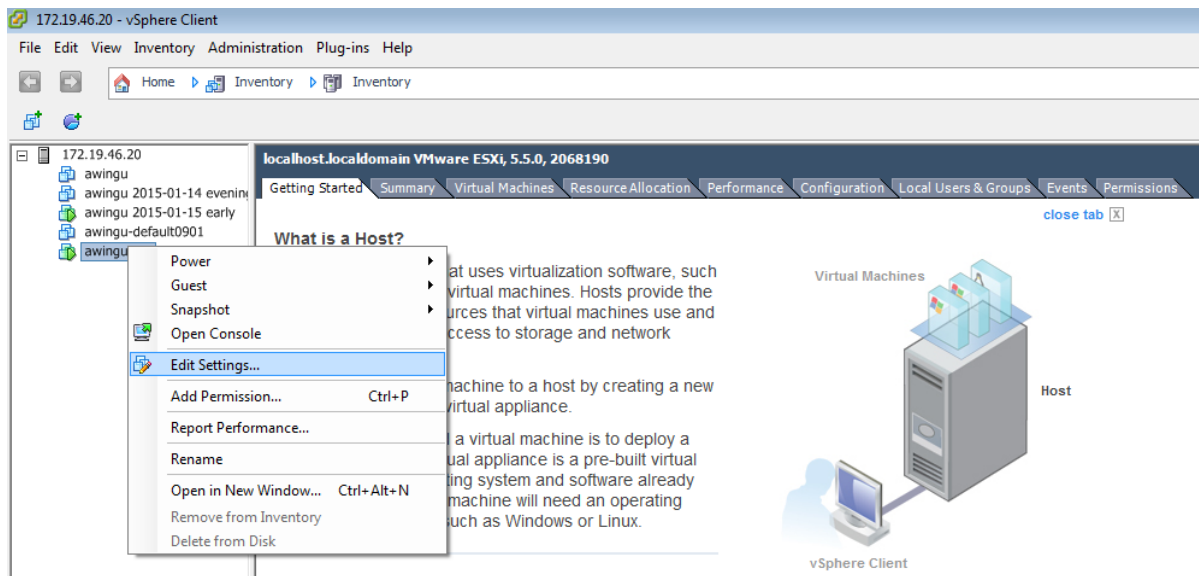 172.19.46.20 - vSphere Client
File Edit View Inventory Administration Plug-ins Help
Home Inventory Inventory
172.19.46.20
awingu
awingu 2015-01-14 evening
awingu 2015-01-15 early
awingu-default0901
awingu
localhost.localdomain VMware ESXi, 5.5.0, 2068190
Getting Started Summary Virtual Machines Resource Allocation Performance Configuration Local Users & Groups Events Permissions
close tab X
What is a Host?
at uses virtualization software, such
virtual machines. Hosts provide the
urces that virtual machines use and
ccess to storage and network
machine to a host by creating a new
virtual appliance.
l a virtual machine is to deploy a
ual appliance is a pre-built virtual
ting system and software already
machine will need an operating
such as Windows or Linux.
Power
Guest
Snapshot
Open Console
Edit Settings...
Add Permission... Ctrl+P
Report Performance...
Rename
Open in New Window... Ctrl+Alt+N
Remove from Inventory
Delete from Disk
Virtual Machines
Host
vSphere Client